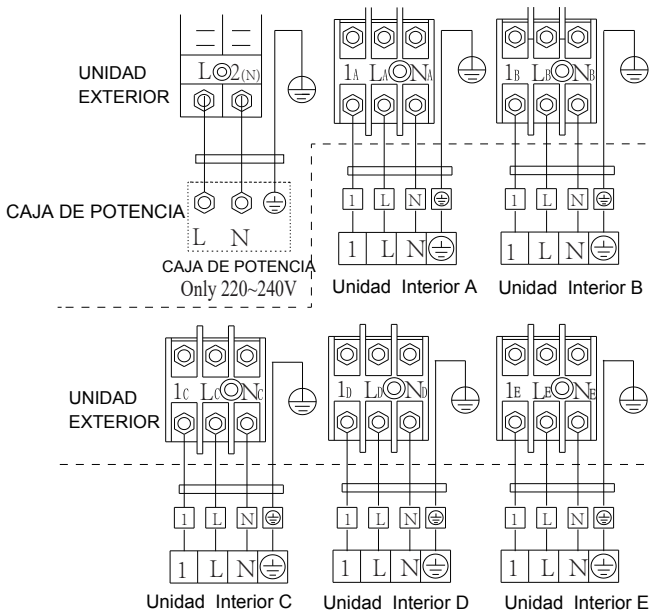 UNIDAD
EXTERIOR
L 2(N)
1A LA NA
1B LB NB
CAJA DE POTENCIA
L N
CAJA DE POTENCIA
Only 220~240V
1 L N
1 L N
Unidad Interior A
1 L N
1 L N
Unidad Interior B
UNIDAD
EXTERIOR
1C LC NC
1D LD ND
1E LE NE
1 L N
1 L N
Unidad Interior C
1 L N
1 L N
Unidad Interior D
1 L N
1 L N
Unidad Interior E